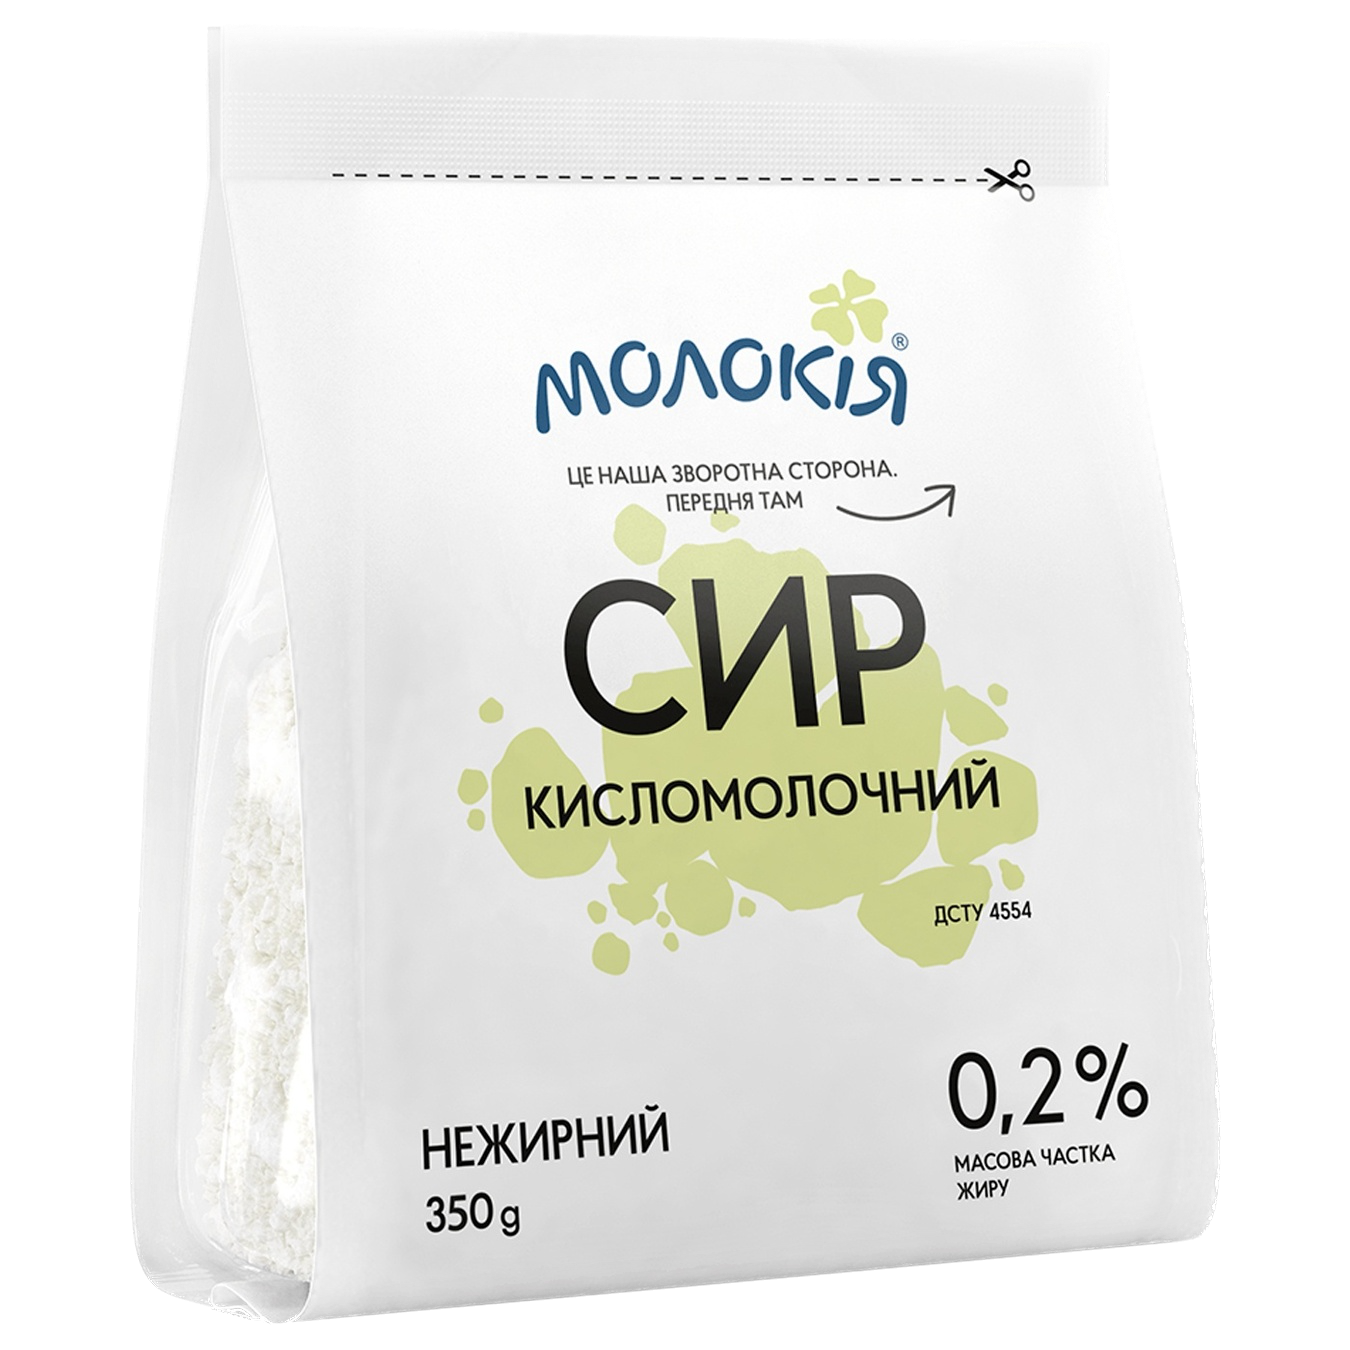 МОЛОКІЯ®
ЦЕ НАША ЗВОРОТНА СТОРОНА.
ПЕРЕДНЯ ТАМ
СИР
КИСЛОМОЛОЧНИЙ
ДСТУ 4554
0,2%
МАСОВА ЧАСТКА
ЖИРУ
НЕЖИРНИЙ
350 g